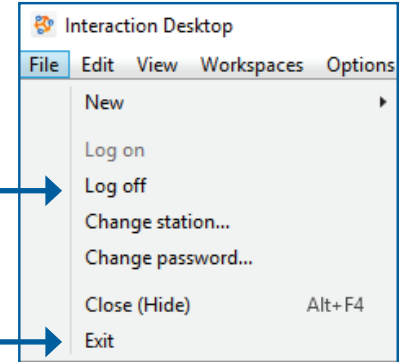 Interaction Desktop
File Edit View Workspaces Options
New
Log on
Log off
Change station...
Change password...
Close (Hide) Alt+F4
Exit